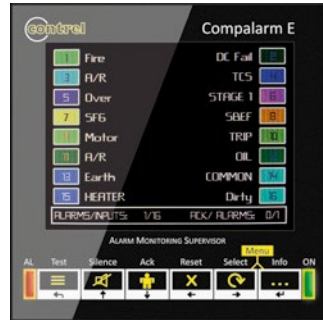 contrel Compalarm E
1 Fire DC Fail 2
3 A/R TCS 4
5 Over STAGE 1 6
7 SF6 SBEF 8
Motor TRIP 10
11 A/R OIL
13 Earth COMMON 14
15 HEATER Dirty 16
ALARMS/INPUTS: 1/16 ACK/ ALARMS: 0/1
ALARM MONITORING SUPERVISOR
Menu
AL Test Silence Ack Reset Select Info ON